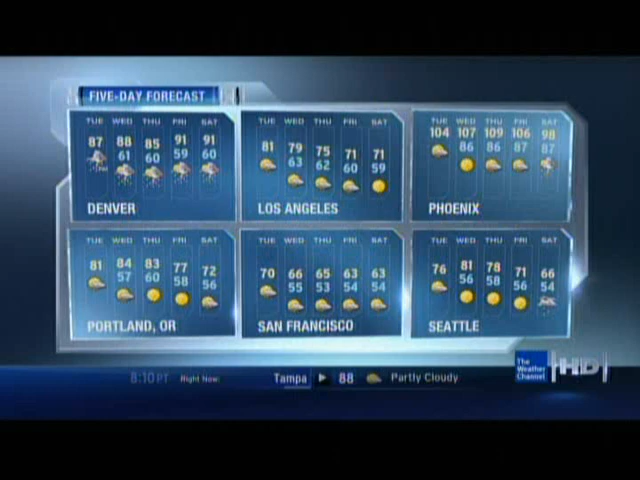 FIVE-DAY FORECAST
TUE WED THU FRI SAT
87 88 85 91 91
61 60 59 60
DENVER
TUE WED THU FRI SAT
81 79 75 71 71
63 62 60 59
LOS ANGELES
TUE WED THU FRI SAT
104 107 109 106 98
86 86 87 87
PHOENIX
TUE WED THU FRI SAT
81 84 83 77 72
57 60 58 56
PORTLAND, OR
TUE WED THU FRI SAT
70 66 65 63 63
55 53 54 54
SAN FRANCISCO
TUE WED THU FRI SAT
76 81 78 71 66
56 58 56 54
SEATTLE
The Weather Channel HD
8:10 PT Right Now: Tampa 88 Partly Cloudy